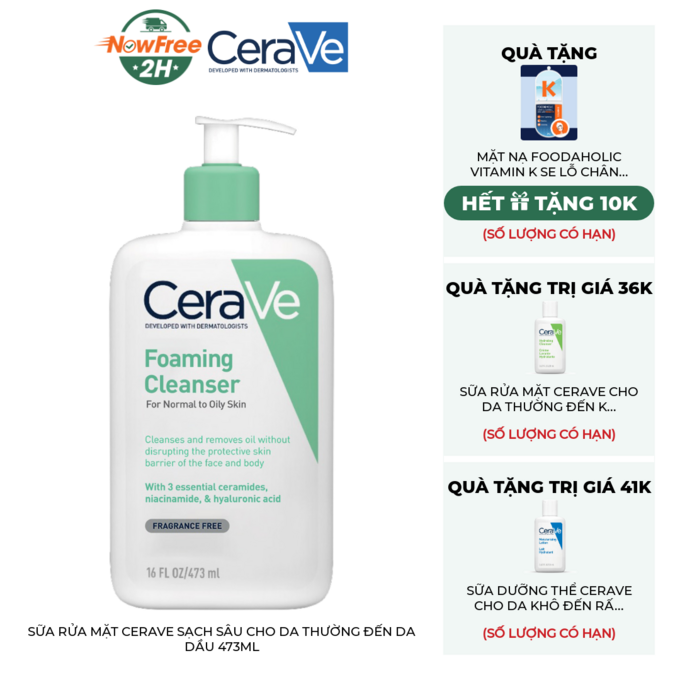 NowFree
2H
CeraVe
DEVELOPED WITH DERMATOLOGISTS
CeraVe
DEVELOPED WITH DERMATOLOGISTS
Foaming
Cleanser
For Normal to Oily Skin
Cleanses and removes oil without
disrupting the protective skin
barrier of the face and body
With 3 essential ceramides,
niacinamide, & hyaluronic acid
FRAGRANCE FREE
16 FL OZ/473 ml
SỮA RỬA MẶT CERAVE SẠCH SÂU CHO DA THƯỜNG ĐẾN DA
DẦU 473ML
QUÀ TẶNG
K
MẶT NẠ FOODAHOLIC
VITAMIN K SE LỖ CHÂN...
HẾT TẶNG 10K
(SỐ LƯỢNG CÓ HẠN)
QUÀ TẶNG TRỊ GIÁ 36K
CeraVe
SỮA RỬA MẶT CERAVE CHO
DA THƯỜNG ĐẾN K...
(SỐ LƯỢNG CÓ HẠN)
QUÀ TẶNG TRỊ GIÁ 41K
CeraVe
SỮA DƯỠNG THỂ CERAVE
CHO DA KHÔ ĐẾN RẤ...
(SỐ LƯỢNG CÓ HẠN)